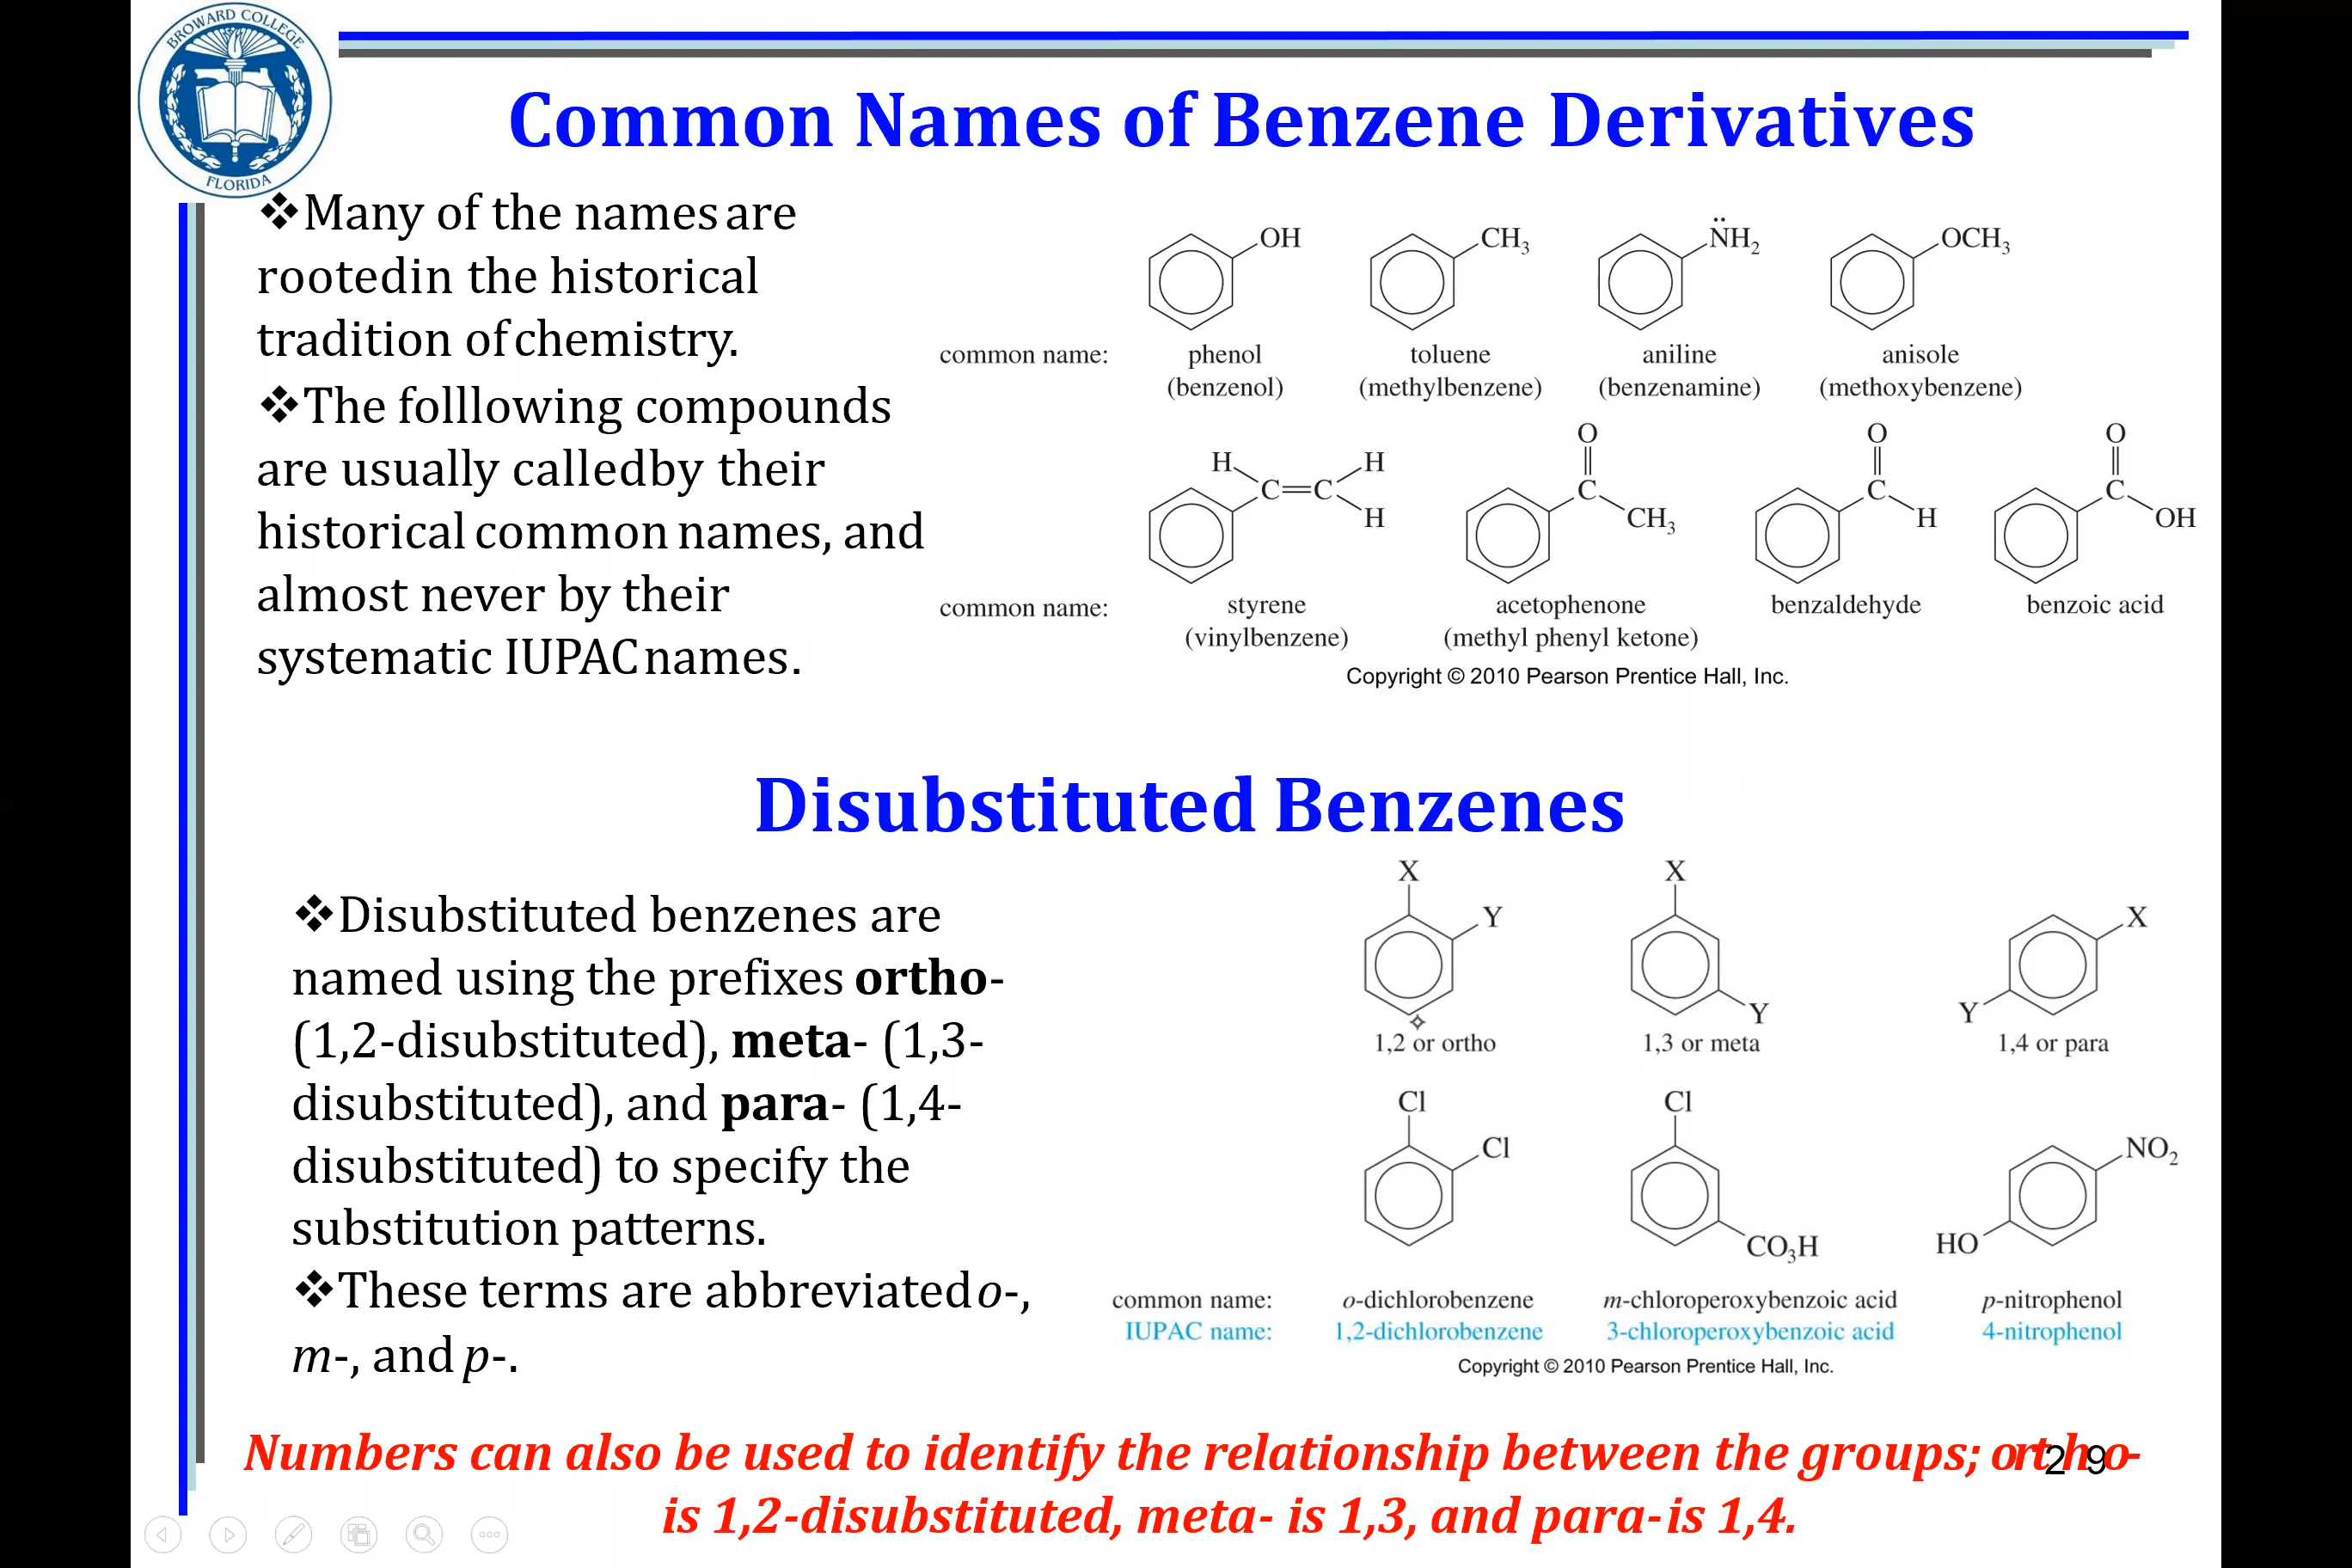 BROWARD COLLEGE
FLORIDA
Common Names of Benzene Derivatives
❖Many of the names are
rootedin the historical
tradition of chemistry.
❖The folllowing compounds
are usually calledby their
historical common names, and
almost never by their
systematic IUPAC names.
OH CH3 N̈H2 OCH3
common name: phenol toluene aniline anisole
(benzenol) (methylbenzene) (benzenamine) (methoxybenzene)
O O O
H H
C C C C C
H CH3 H OH
common name: styrene acetophenone benzaldehyde benzoic acid
(vinylbenzene) (methyl phenyl ketone)
Copyright © 2010 Pearson Prentice Hall, Inc.
Disubstituted Benzenes
❖Disubstituted benzenes are
named using the prefixes ortho-
(1,2-disubstituted), meta- (1,3-
disubstituted), and para- (1,4-
disubstituted) to specify the
substitution patterns.
❖These terms are abbreviated o-,
m-, and p-.
X X
Y X
Y Y
1,2 or ortho 1,3 or meta 1,4 or para
Cl Cl
Cl NO2
CO3H HO
common name: o-dichlorobenzene m-chloroperoxybenzoic acid p-nitrophenol
IUPAC name: 1,2-dichlorobenzene 3-chloroperoxybenzoic acid 4-nitrophenol
Copyright © 2010 Pearson Prentice Hall, Inc.
Numbers can also be used to identify the relationship between the groups; ortho-
is 1,2-disubstituted, meta- is 1,3, and para- is 1,4.
29